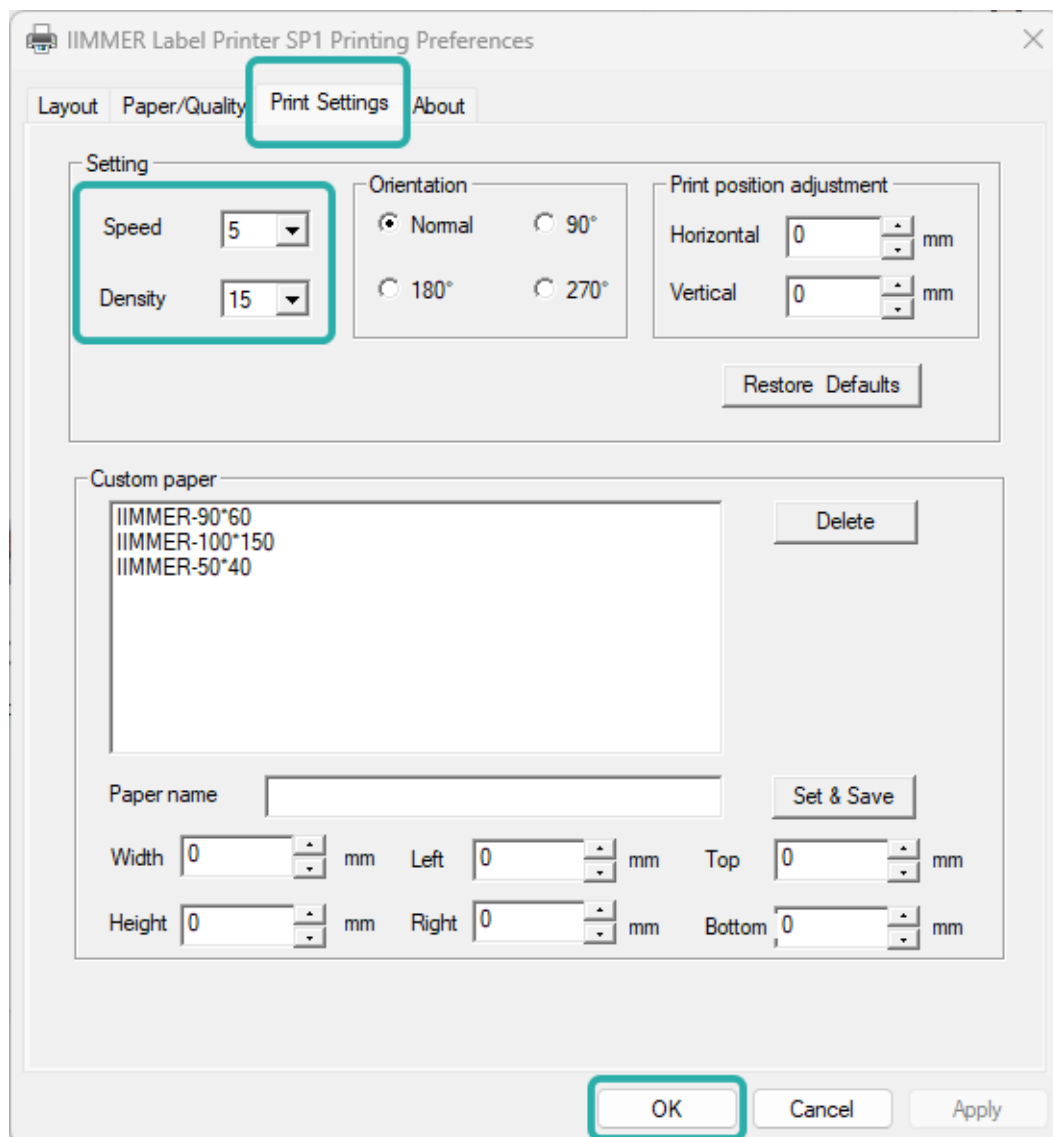 IIMMER Label Printer SP1 Printing Preferences
Layout Paper/Quality Print Settings About
Setting
Speed 5
Density 15
Orientation
Normal 90°
180° 270°
Print position adjustment
Horizontal 0 mm
Vertical 0 mm
Restore Defaults
Custom paper
IIMMER-90*60
IIMMER-100*150
IIMMER-50*40
Delete
Paper name
Set & Save
Width 0 mm Left 0 mm Top 0 mm
Height 0 mm Right 0 mm Bottom 0 mm
OK Cancel Apply